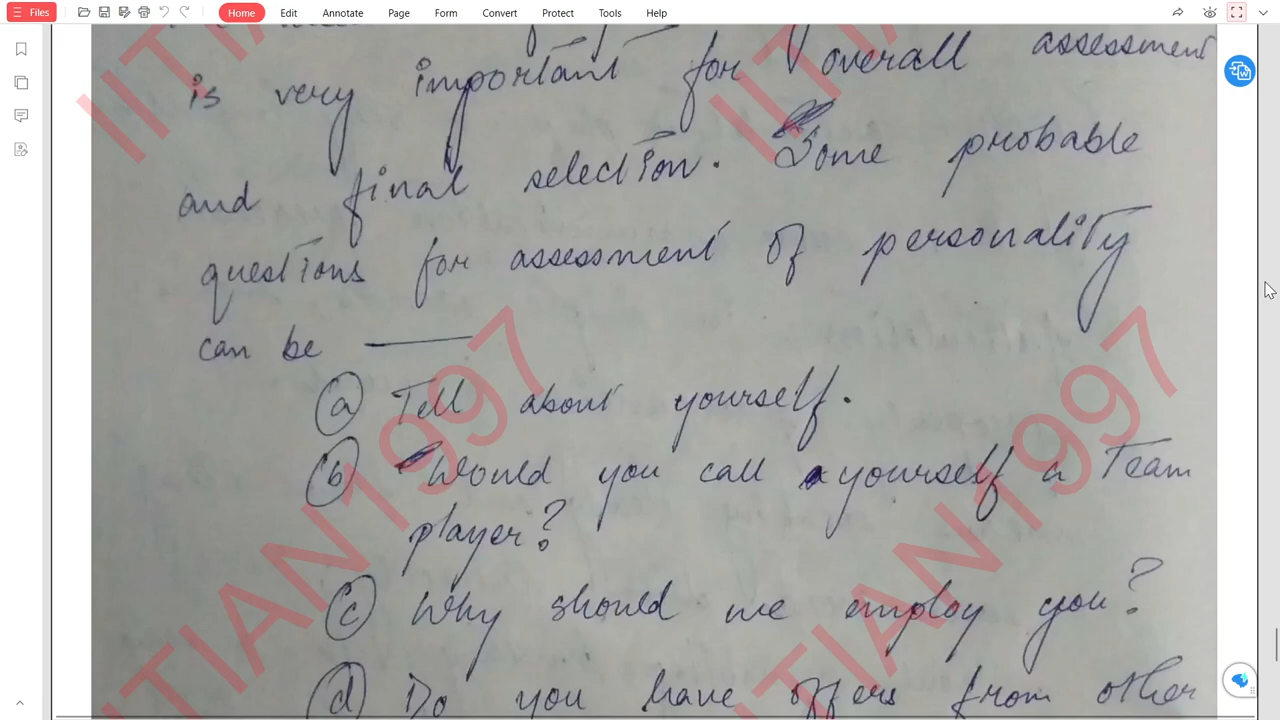 Files
Home Edit Annotate Page Form Convert Protect Tools Help
is very important for overall assessment
and final selection. Some probable
questions for assessment of personality
can be —
(a) Tell about yourself.
(b) Would you call yourself a Team
player?
(c) Why should we employ you?
(d) Do you have offers from other
IITIAN1997
IITIAN1997